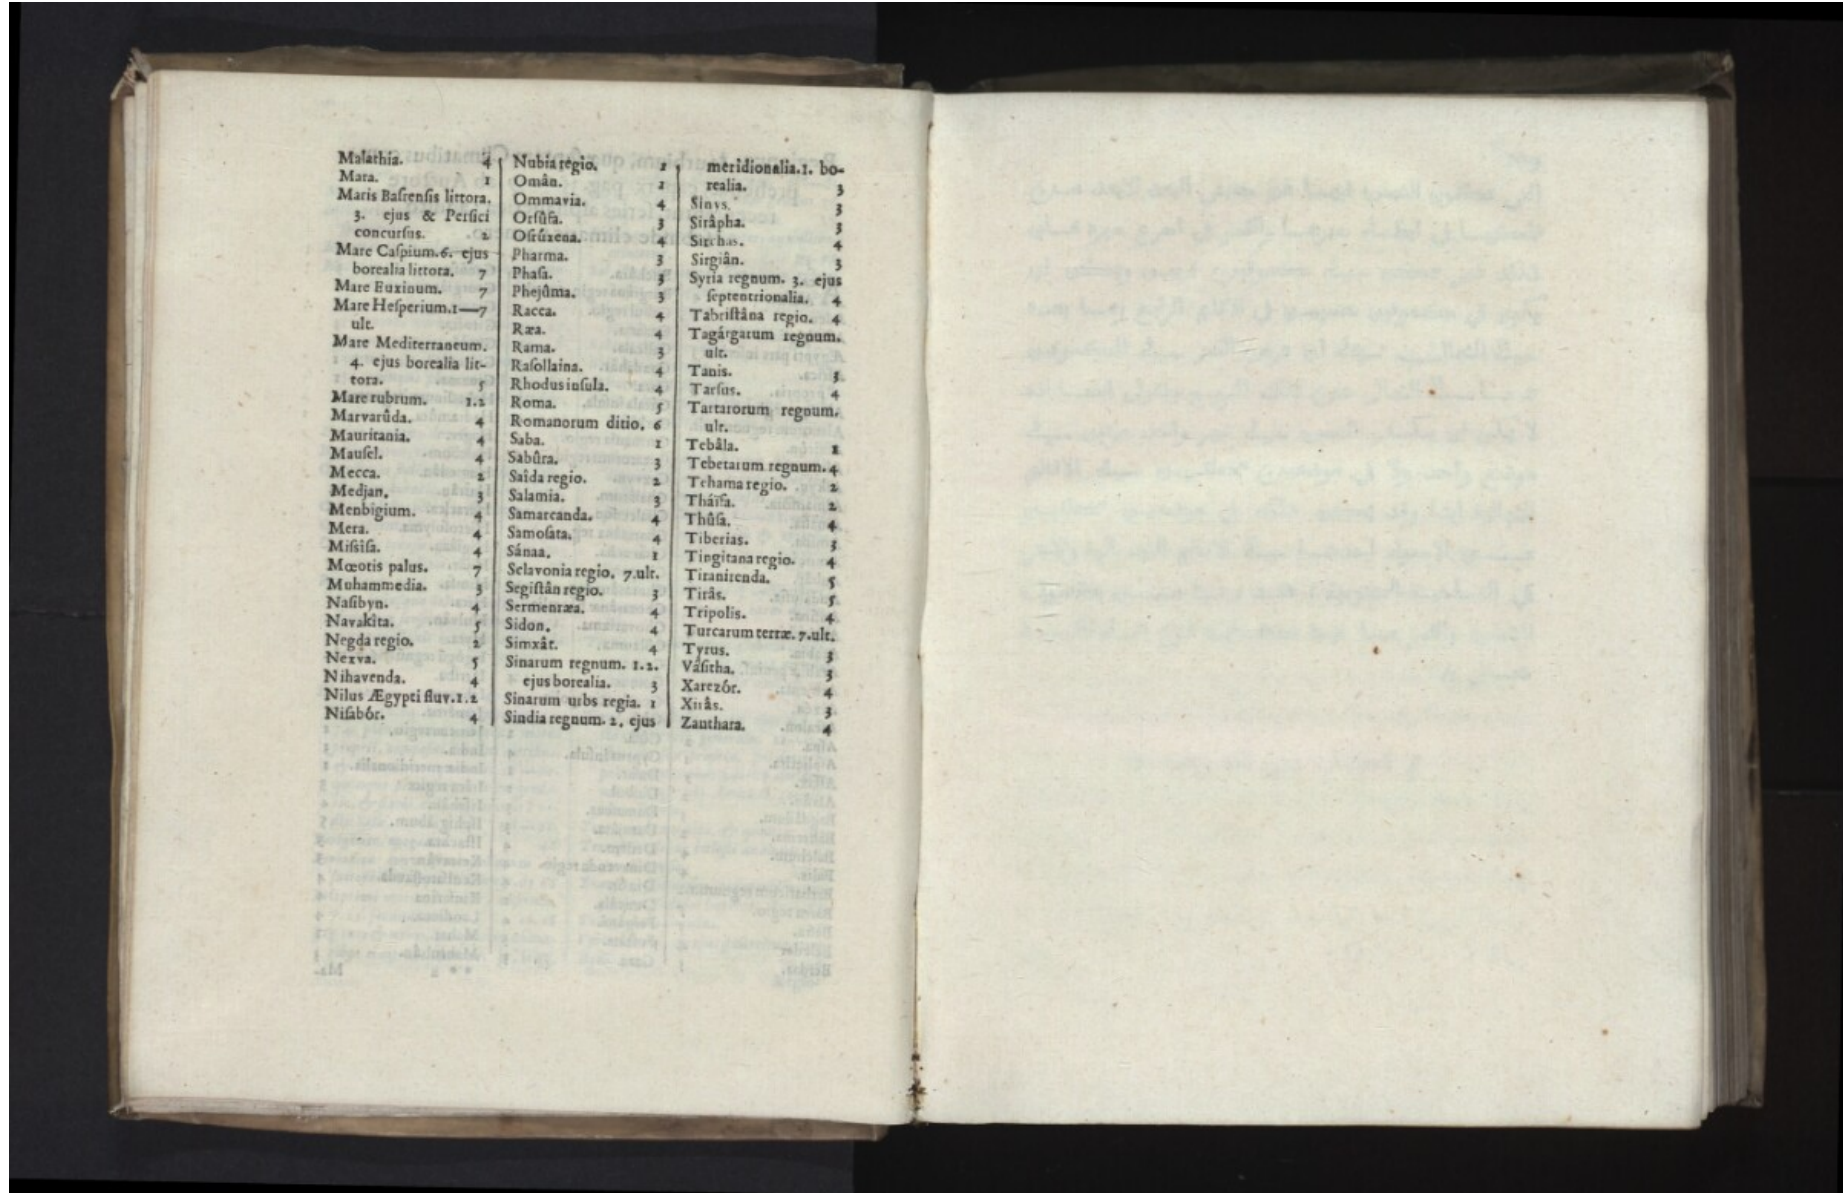 Malathia. 4
Mara. 1
Maris Basrensis littora.
3. ejus & Persici
concursus. 2
Mare Caspium. 6. ejus
borealia littora. 7
Mare Euxinum. 7
Mare Hesperium. 1—7
ult.
Mare Mediterraneum.
4. ejus borealia lit-
tora. 5
Mare rubrum. 1.2
Marvarûda. 4
Mauritania. 4
Mausel. 4
Mecca. 2
Medjan. 3
Menbigium. 4
Mera. 4
Misisa. 4
Mœotis palus. 7
Muhammedia. 3
Nasibyn. 4
Navakita. 5
Negda regio. 2
Nexva. 5
Nihavenda. 4
Nilus Ægypti fluv. 1.2
Nisabór. 4
Nubia regio. 1
Omân. 1
Ommavia. 4
Orsûfa. 3
Osrúxena. 4
Pharma. 3
Phasa. 3
Phejûma. 3
Racca. 4
Ræa. 4
Rama. 3
Rasollaina. 4
Rhodus insula. 4
Roma. 5
Romanorum ditio. 6
Saba. 1
Sabûra. 3
Saîda regio. 2
Salamia. 3
Samarcanda. 4
Samosata. 4
Sánaa. 1
Sclavonia regio. 7. ult.
Segistân regio. 3
Sermenræa. 4
Sidon. 4
Simxât. 4
Sinarum regnum. 1.2.
ejus borealia. 3
Sinarum urbs regia. 1
Sindia regnum. 2. ejus
meridionalia. 1. bo-
realia. 3
Sinys. 3
Sirâpha. 3
Sirchas. 4
Sirgiân. 3
Syria regnum. 3. ejus
septentrionalia. 4
Tabristâna regio. 4
Tagárgarum regnum.
ult.
Tanis. 3
Tarsus. 4
Tartarorum regnum.
ult.
Tebâla. 2
Tebetarum regnum. 4
Tehama regio. 2
Tháïfa. 2
Thûsa. 4
Tiberias. 3
Tingitana regio. 4
Tiranirenda. 5
Tirâs. 5
Tripolis. 4
Turcarum terræ. 7. ult.
Tyrus. 3
Vâsitha. 3
Xarezór. 4
Xirâs. 3
Zanthara. 4